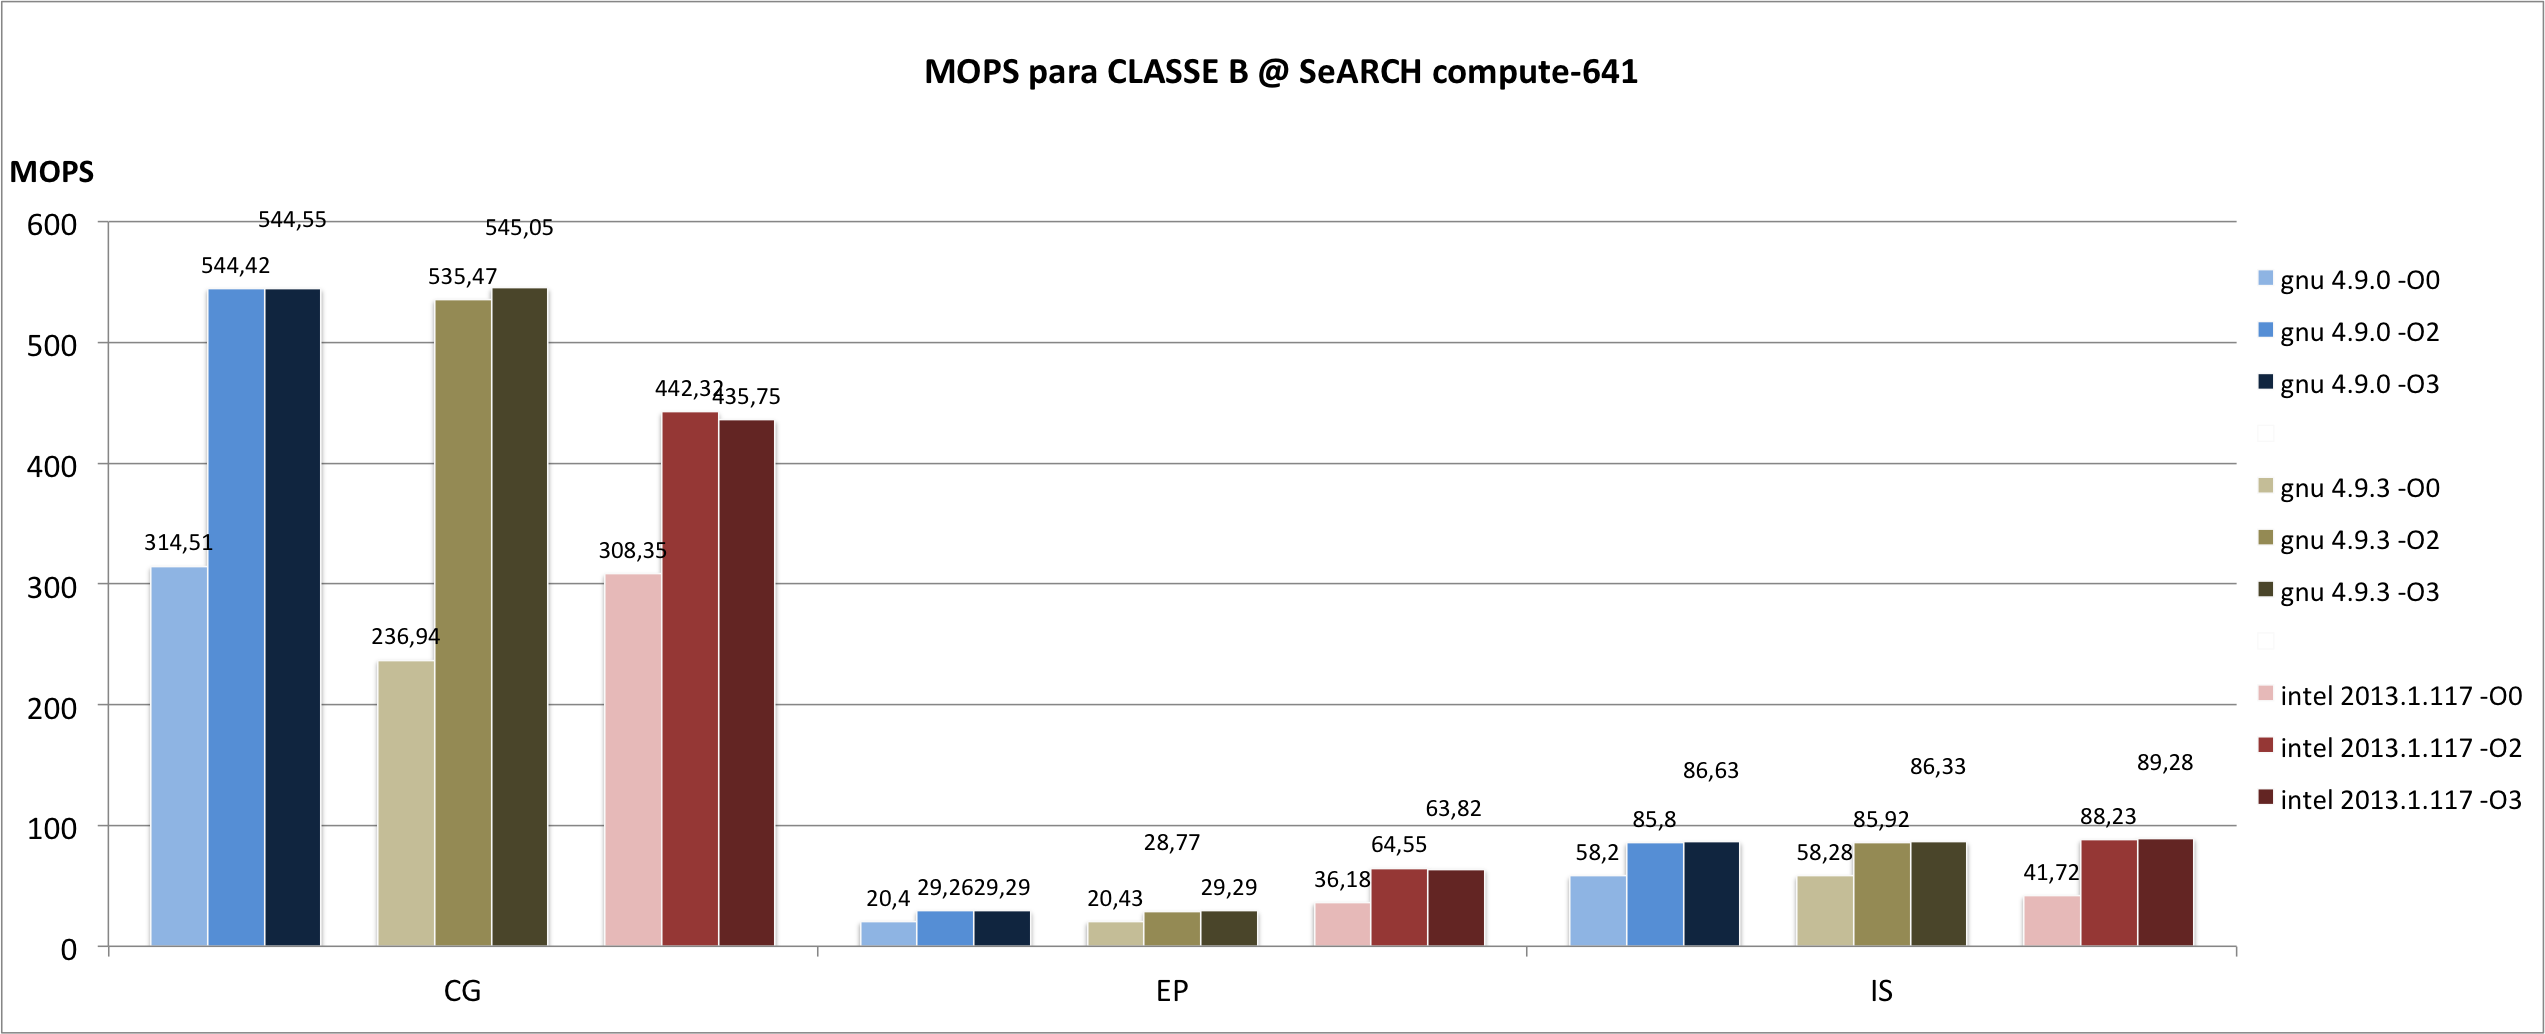 MOPS para CLASSE B @ SeARCH compute-641
MOPS
600
500
400
300
200
100
0
314,51
544,42
544,55
236,94
535,47
545,05
308,35
442,32
435,75
20,4
29,26
29,29
20,43
28,77
29,29
36,18
64,55
63,82
58,2
85,8
86,63
58,28
85,92
86,33
41,72
88,23
89,28
CG
EP
IS
gnu 4.9.0 -O0
gnu 4.9.0 -O2
gnu 4.9.0 -O3
gnu 4.9.3 -O0
gnu 4.9.3 -O2
gnu 4.9.3 -O3
intel 2013.1.117 -O0
intel 2013.1.117 -O2
intel 2013.1.117 -O3